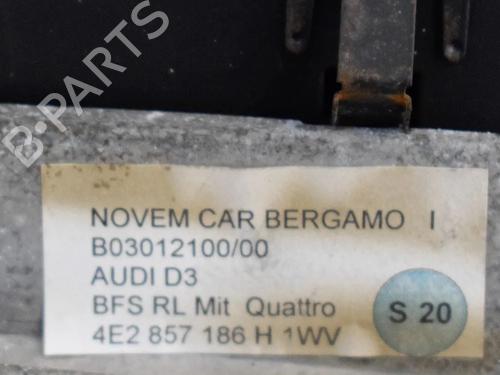 B-PARTS
NOVEM CAR BERGAMO I
B03012100/00
AUDI D3
BFS RL Mit Quattro
4E2 857 186 H 1WV
S 20